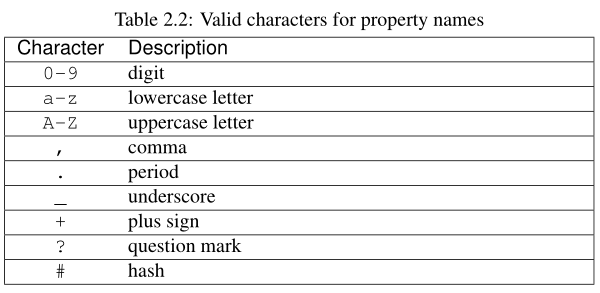 Table 2.2: Valid characters for property names
Character Description
0-9 digit
a-z lowercase letter
A-Z uppercase letter
, comma
. period
_ underscore
+ plus sign
? question mark
# hash